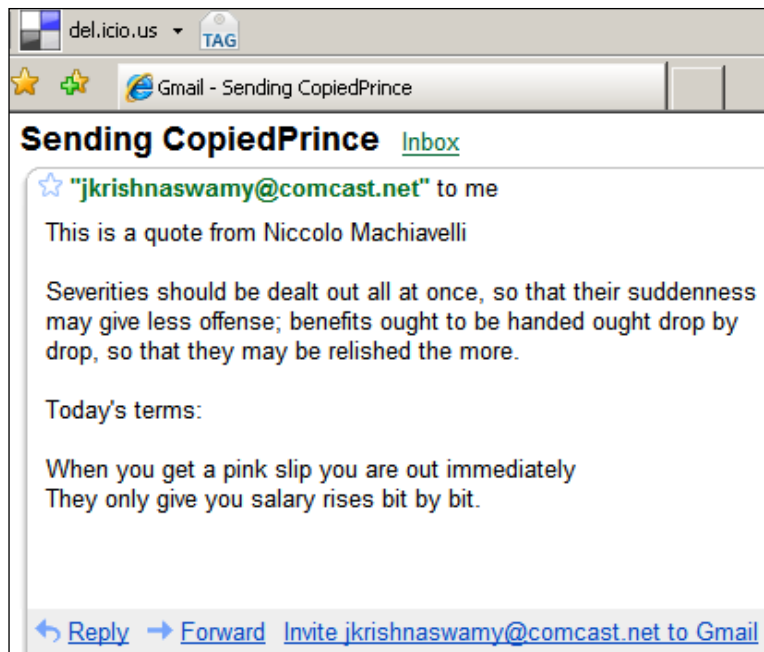 del.icio.us
TAG
Gmail - Sending CopiedPrince
Sending CopiedPrince Inbox
"jkrishnaswamy@comcast.net" to me
This is a quote from Niccolo Machiavelli
Severities should be dealt out all at once, so that their suddenness
may give less offense; benefits ought to be handed ought drop by
drop, so that they may be relished the more.
Today's terms:
When you get a pink slip you are out immediately
They only give you salary rises bit by bit.
Reply Forward Invite jkrishnaswamy@comcast.net to Gmail